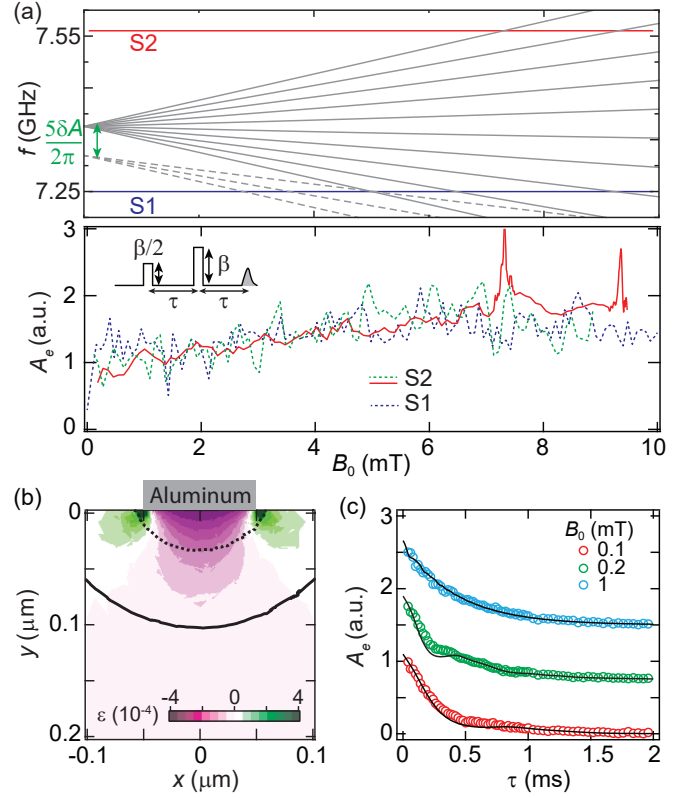 (a)
7.55
S2
f (GHz)
5δA
2π
7.25
S1
3
β/2
β
τ
τ
2
A_e (a.u.)
1
S2
S1
0
0
2
4
6
8
10
B_0 (mT)
(b)
Aluminum
0
y (μm)
0.1
ε (10^-4)
-4
0
4
0.2
-0.1
0
0.1
x (μm)
(c)
3
B_0 (mT)
0.1
0.2
1
2
A_e (a.u.)
1
0
0
0.5
1
1.5
2
τ (ms)